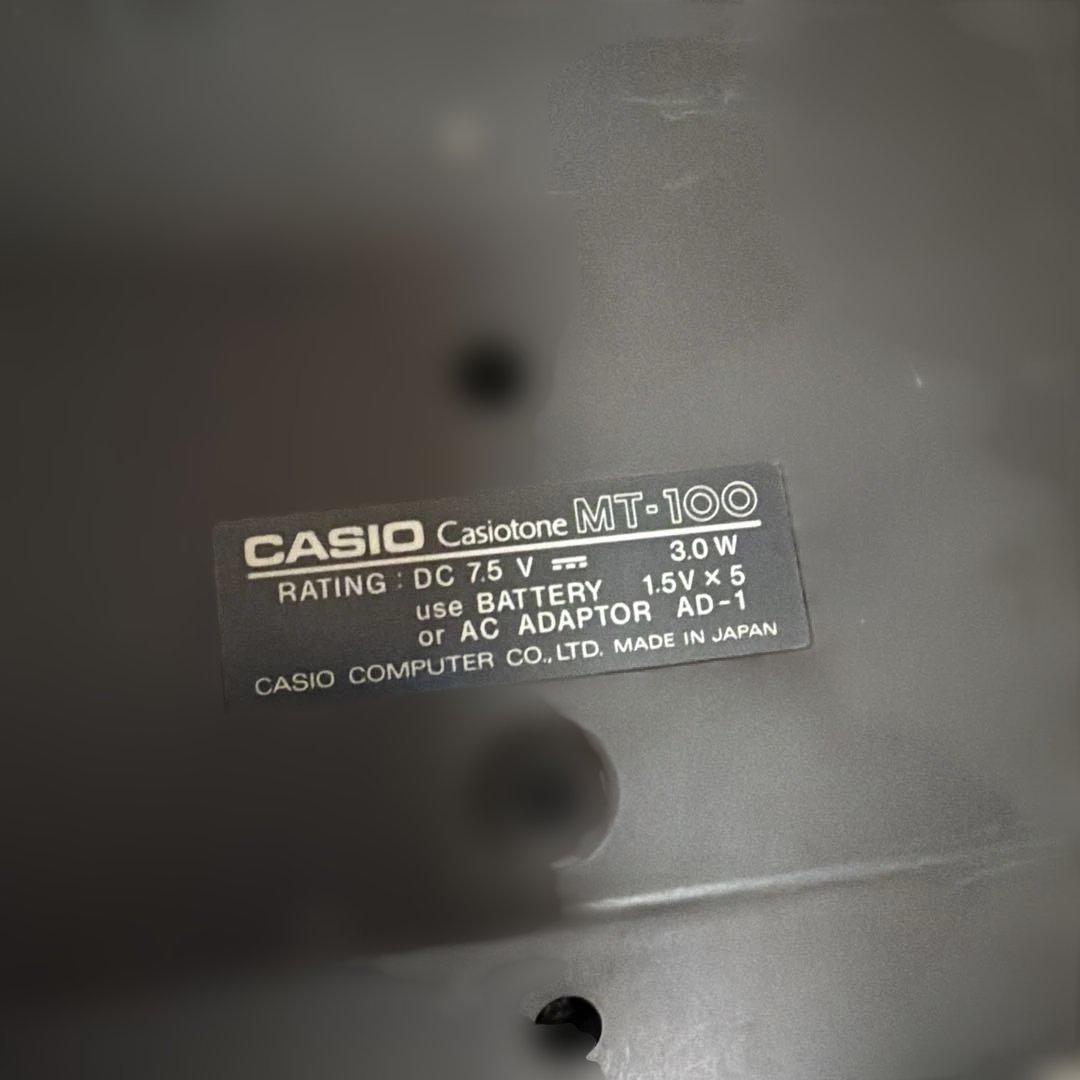 CASIO Casiotone MT-100
RATING : DC 7.5 V ⎓ 3.0 W
use BATTERY 1.5V × 5
or AC ADAPTOR AD-1
CASIO COMPUTER CO., LTD. MADE IN JAPAN